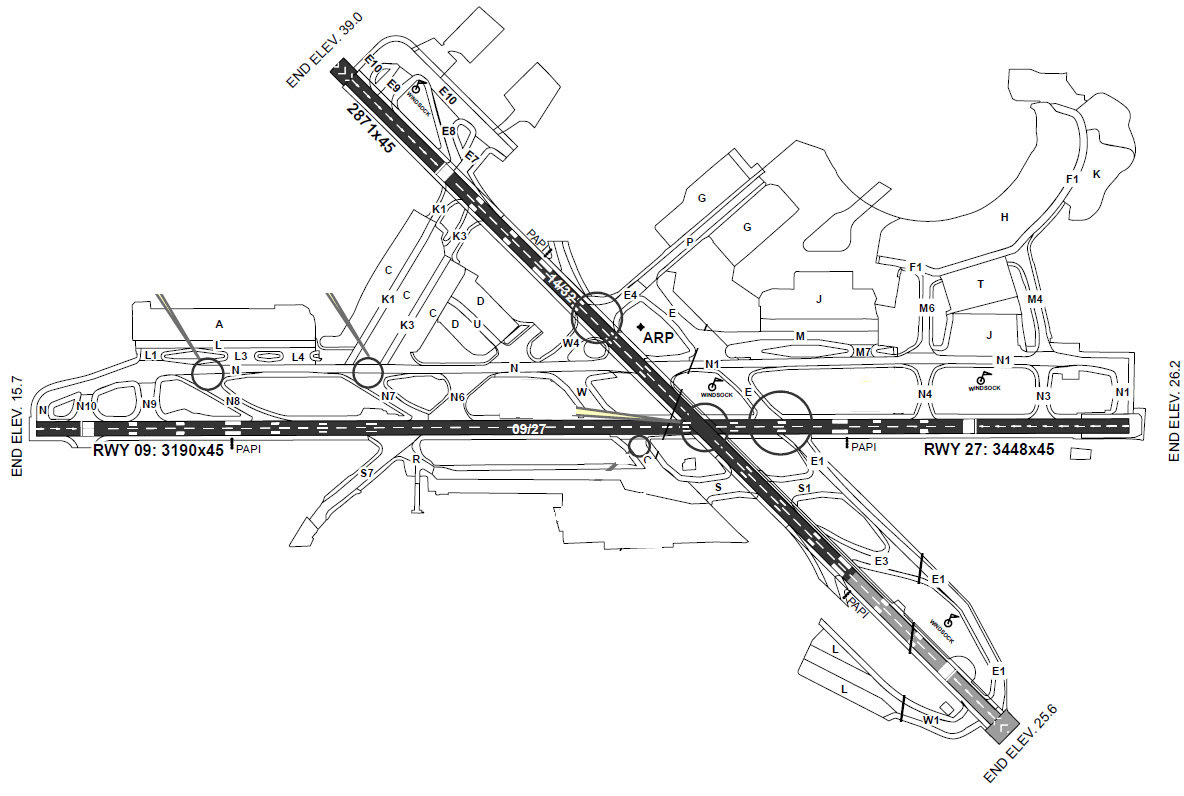 END ELEV. 39.0
E10
E9
WINDSOCK
E10
2871x45
E8
E7
K1
K3
PAPI
14/32
G
G
P
F1
K
H
F1
T
M6
M4
J
J
C
C
K1
C
K3
D
D
U
E4
E
ARP
W4
M
M7
A
L
L1
L3
L4
N
N
N1
N1
END ELEV. 15.7
N
N10
N9
N8
N7
N6
W
WINDSOCK
E
N4
WINDSOCK
N3
N1
END ELEV. 26.2
09/27
RWY 09: 3190x45
PAPI
PAPI
RWY 27: 3448x45
S7
R
C
S
S1
E1
E3
E1
PAPI
WINDSOCK
L
L
W1
E1
END ELEV. 25.6